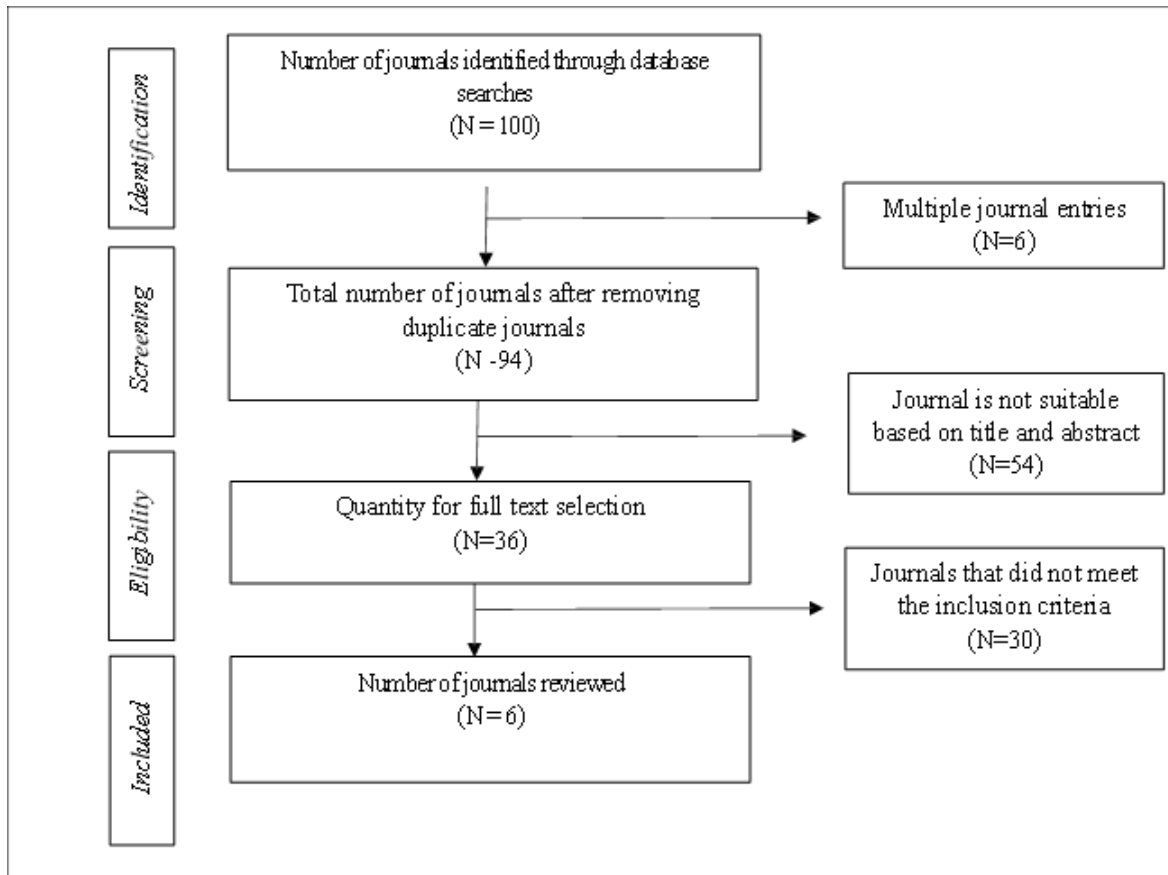 Identification
Number of journals identified through database
searches
(N = 100)
Multiple journal entries
(N=6)
Screening
Total number of journals after removing
duplicate journals
(N -94)
Journal is not suitable
based on title and abstract
(N=54)
Eligibility
Quantity for full text selection
(N=36)
Journals that did not meet
the inclusion criteria
(N=30)
Included
Number of journals reviewed
(N= 6)